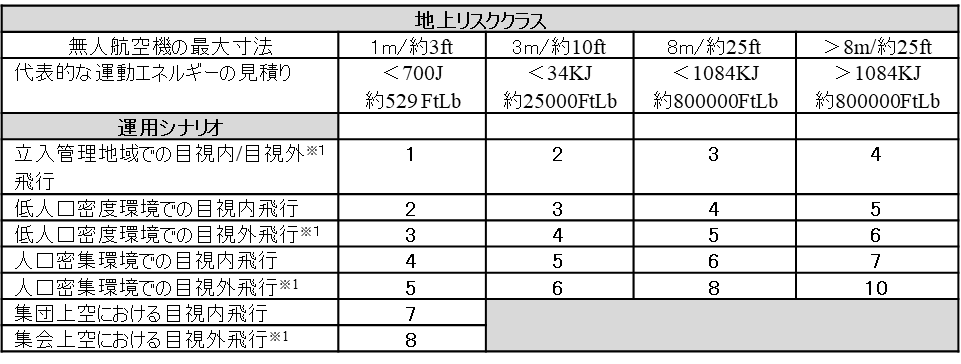 地上リスククラス
無人航空機の最大寸法 1m/約3ft 3m/約10ft 8m/約25ft ＞8m/約25ft
代表的な運動エネルギーの見積り ＜700J 約529FtLb ＜34KJ 約25000FtLb ＜1084KJ 約800000FtLb ＞1084KJ 約800000FtLb
運用シナリオ
立入管理地域での目視内/目視外※1 1 2 3 4
飛行
低人口密度環境での目視内飛行 2 3 4 5
低人口密度環境での目視外飛行※1 3 4 5 6
人口密集環境での目視内飛行 4 5 6 7
人口密集環境での目視外飛行※1 5 6 8 10
集団上空における目視内飛行 7
集会上空における目視外飛行※1 8